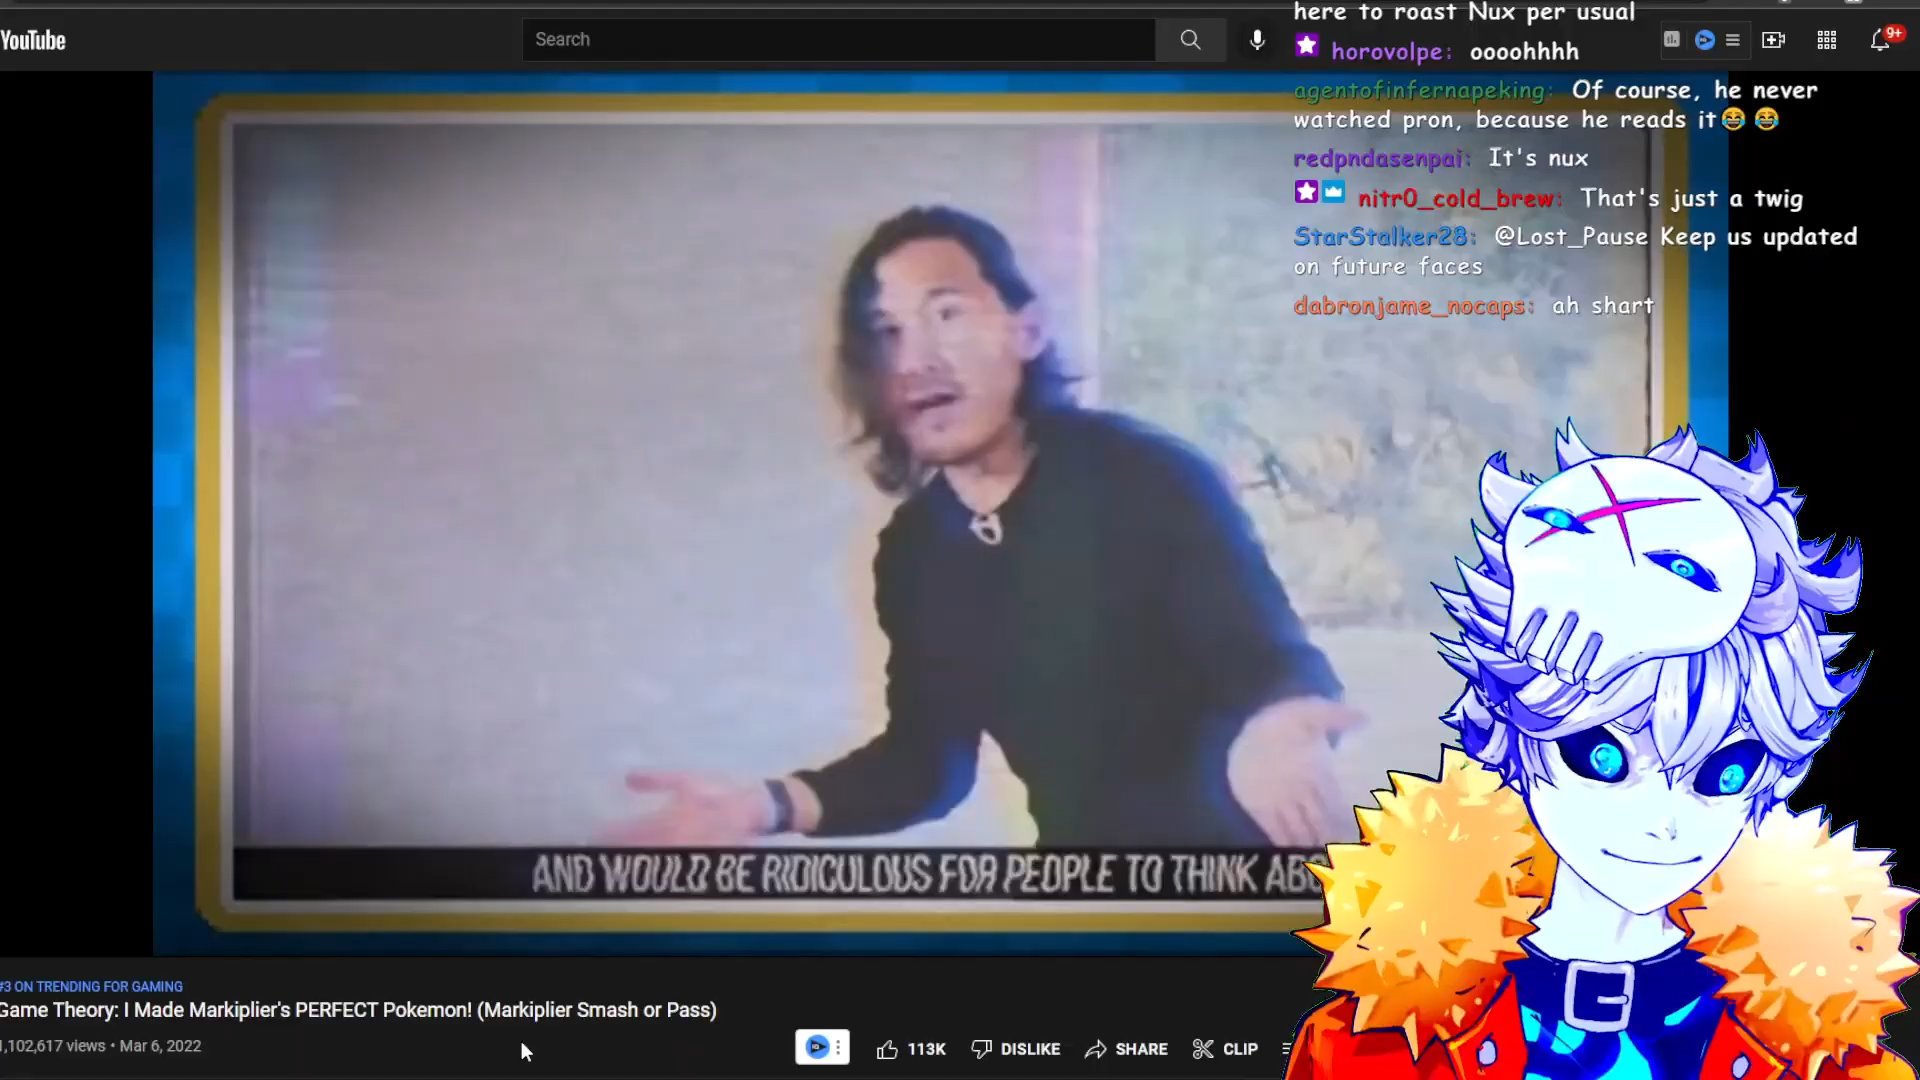 YouTube
Search
9+
here to roast Nux per usual
horovolpe: oooohhhh
agentofinfernapeking: Of course, he never
watched pron, because he reads it😂 😂
redpndasenpai: It's nux
nitr0_cold_brew: That's just a twig
StarStalker28: @Lost_Pause Keep us updated
on future faces
dabronjame_nocaps: ah shart
AND WOULD BE RIDICULOUS FOR PEOPLE TO THINK
#3 ON TRENDING FOR GAMING
Game Theory: I Made Markiplier's PERFECT Pokemon! (Markiplier Smash or Pass)
1,102,617 views • Mar 6, 2022
113K
DISLIKE
SHARE
CLIP